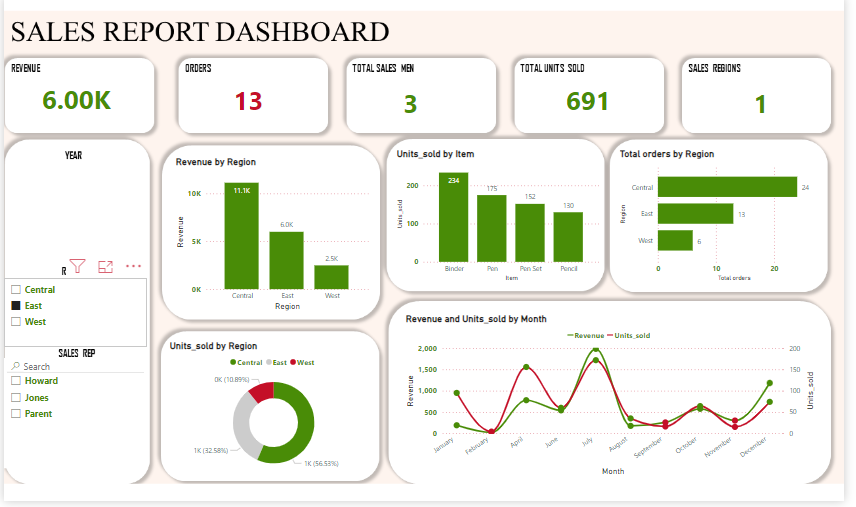 SALES REPORT DASHBOARD
REVENUE
6.00K
ORDERS
13
TOTAL SALES MEN
3
TOTAL UNITS SOLD
691
SALES REGIONS
1
YEAR
R
Central
East
West
SALES REP
Search
Howard
Jones
Parent
Revenue by Region
Revenue
10K
5K
0K
11.1K
6.0K
2.5K
Central
East
West
Region
Units_sold by Item
Units_sold
200
100
0
234
175
152
130
Binder
Pen
Pen Set
Pencil
Item
Total orders by Region
Region
Central
East
West
24
13
6
0
10
20
Total orders
Units_sold by Region
Central East West
0K (10.89%)
1K (32.58%)
1K (56.53%)
Revenue and Units_sold by Month
Revenue Units_sold
Revenue
2,000
1,500
1,000
500
0
200
150
100
50
0
Units_sold
January
February
April
June
July
August
September
October
November
December
Month